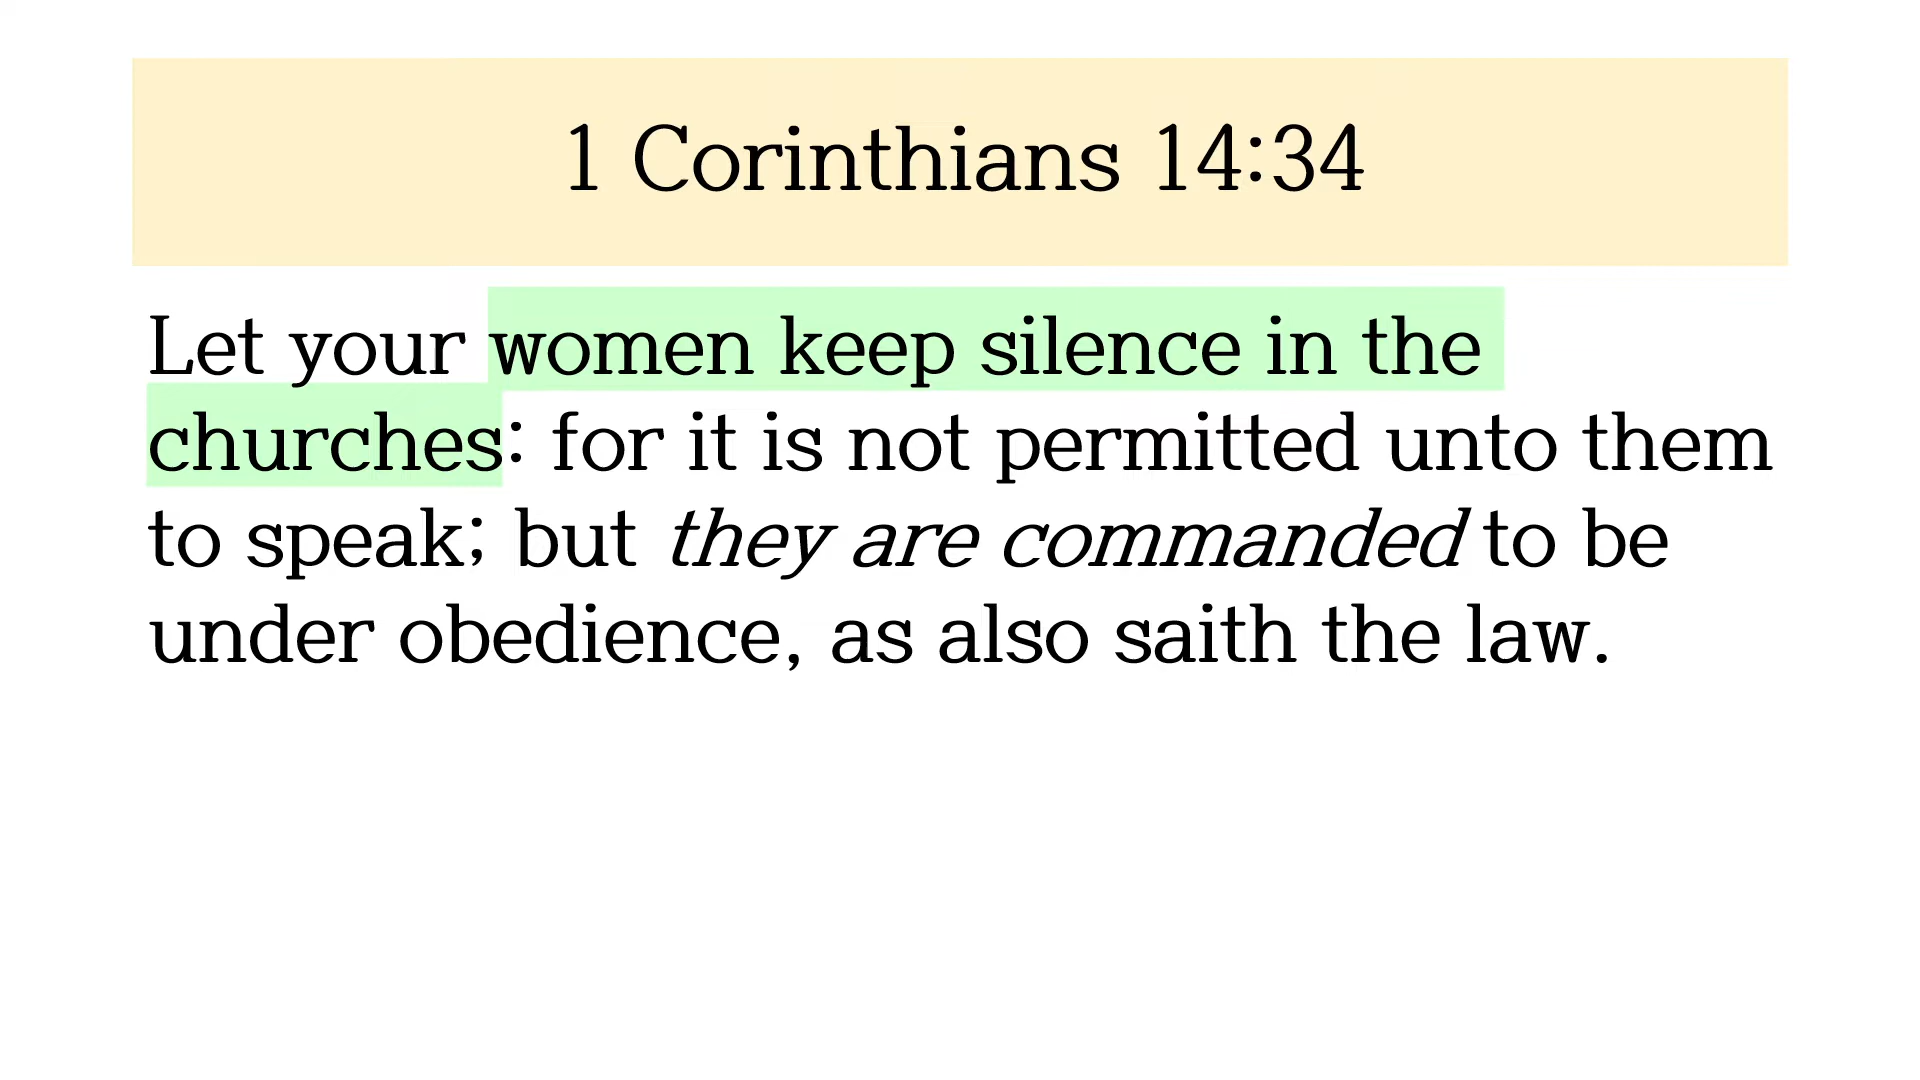 1 Corinthians 14:34
Let your women keep silence in the
churches: for it is not permitted unto them
to speak; but they are commanded to be
under obedience, as also saith the law.